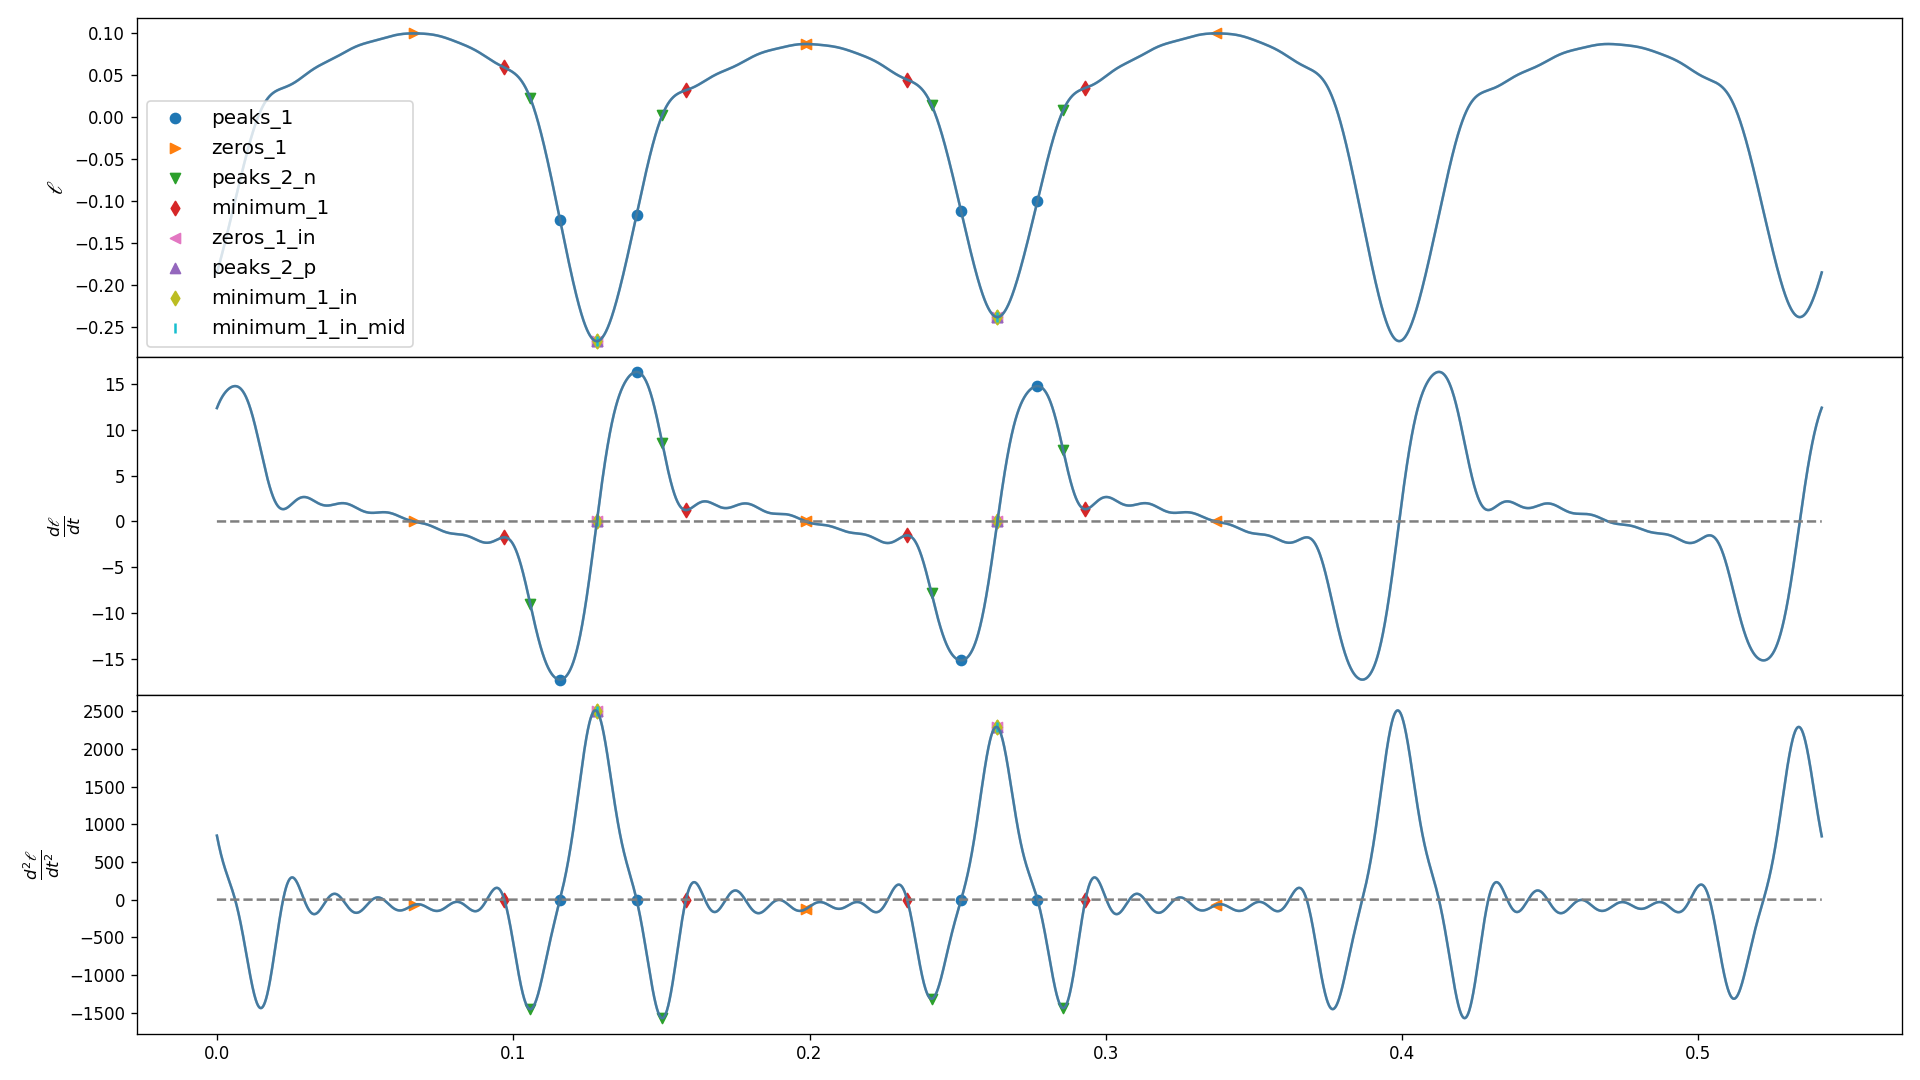 0.10
0.05
0.00
−0.05
−0.10
−0.15
−0.20
−0.25
ℓ
peaks_1
zeros_1
peaks_2_n
minimum_1
zeros_1_in
peaks_2_p
minimum_1_in
minimum_1_in_mid
15
10
5
0
−5
−10
−15
dℓ
dt
2500
2000
1500
1000
500
0
−500
−1000
−1500
d²ℓ
dt²
0.0 0.1 0.2 0.3 0.4 0.5